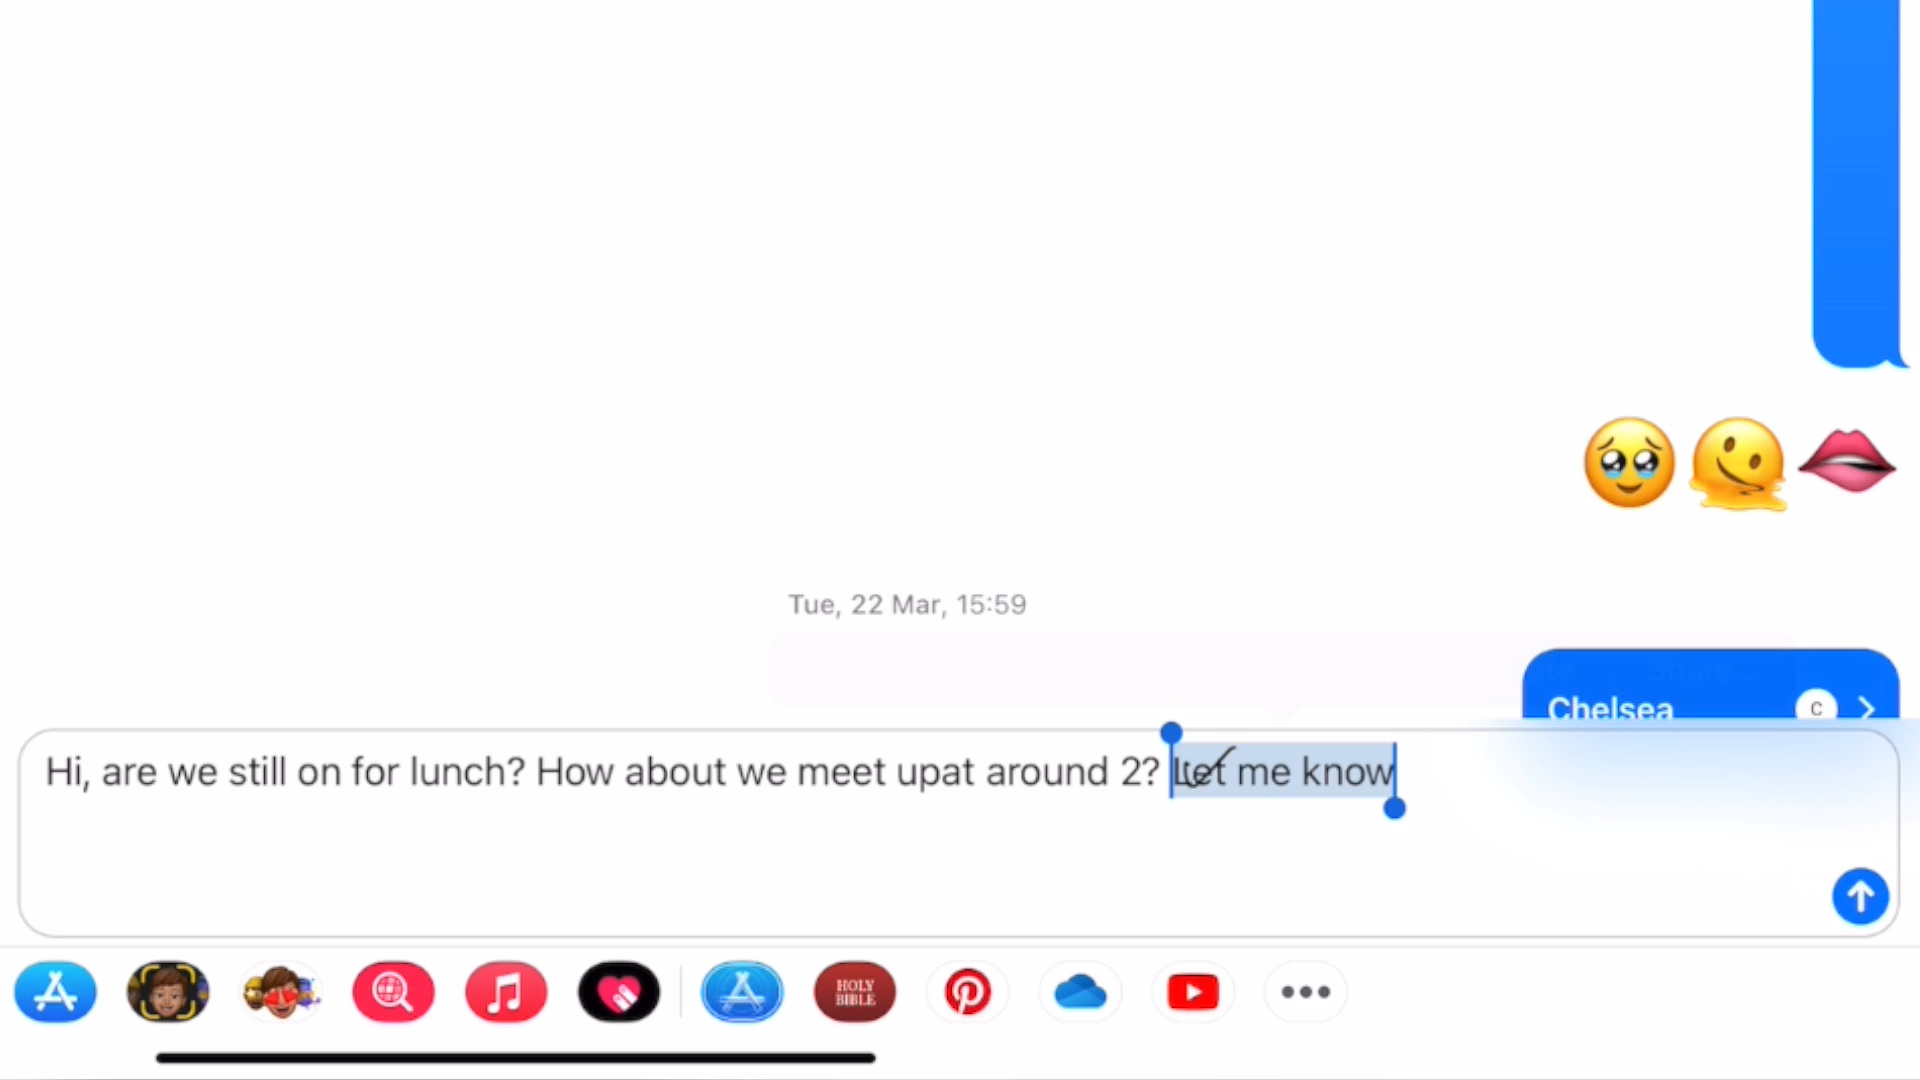 Tue, 22 Mar, 15:59
Chelsea
C
Hi, are we still on for lunch? How about we meet upat around 2? Let me know
HOLY
BIBLE